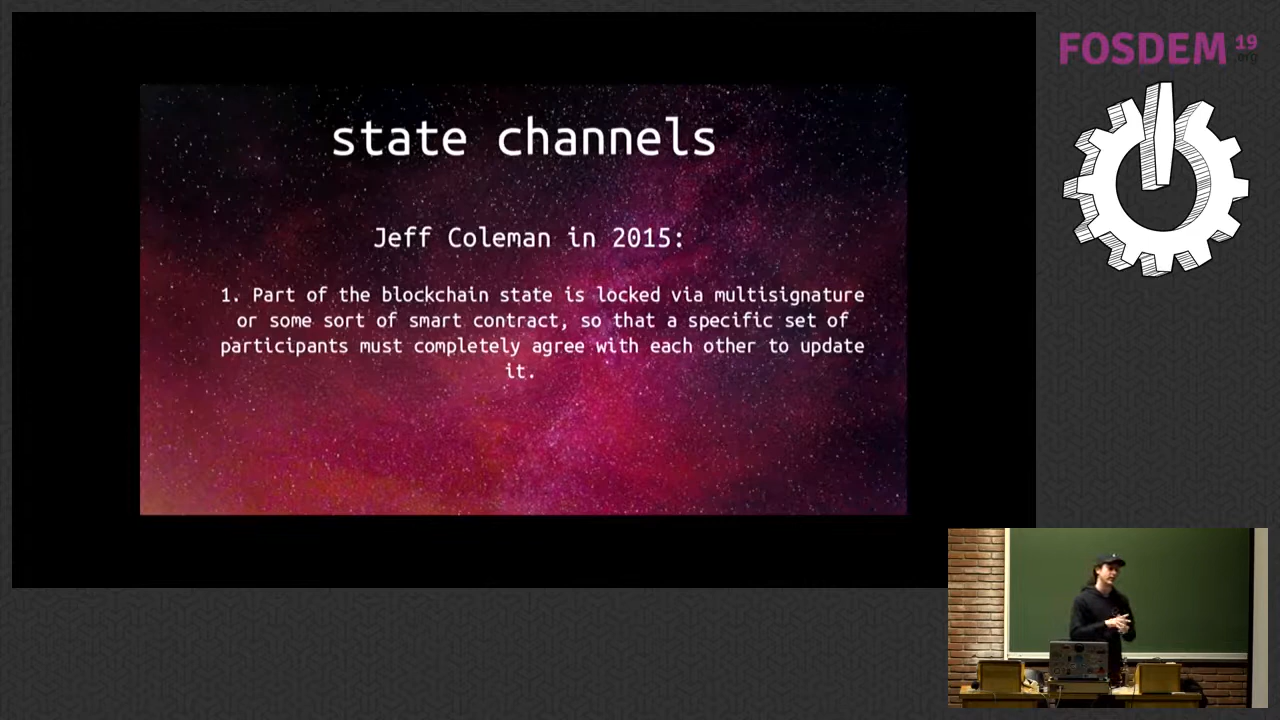 state channels
Jeff Coleman in 2015:
1. Part of the blockchain state is locked via multisignature
or some sort of smart contract, so that a specific set of
participants must completely agree with each other to update
it.
FOSDEM 19
.org